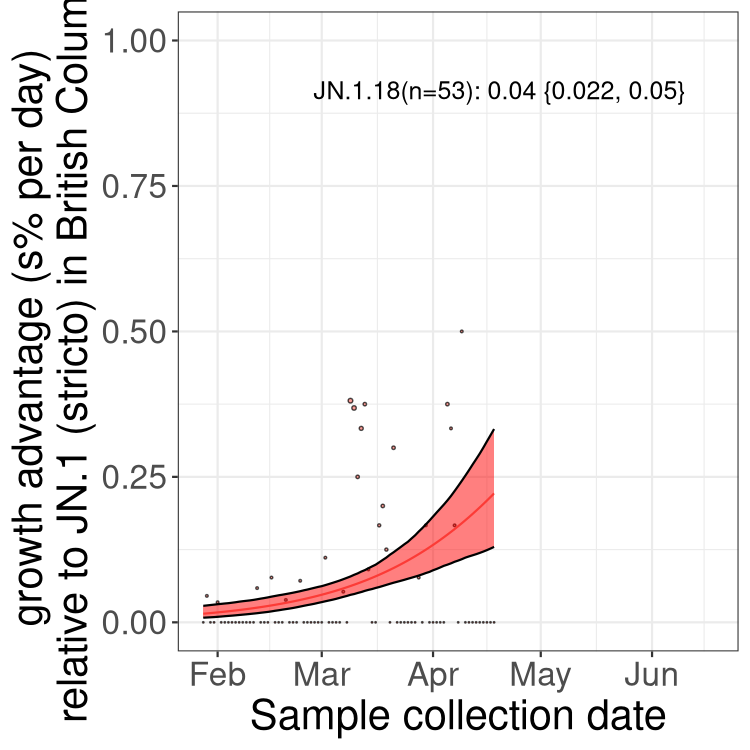 growth advantage (s% per day)
relative to JN.1 (stricto) in British Colum
1.00
0.75
0.50
0.25
0.00
JN.1.18(n=53): 0.04 {0.022, 0.05}
Feb Mar Apr May Jun
Sample collection date